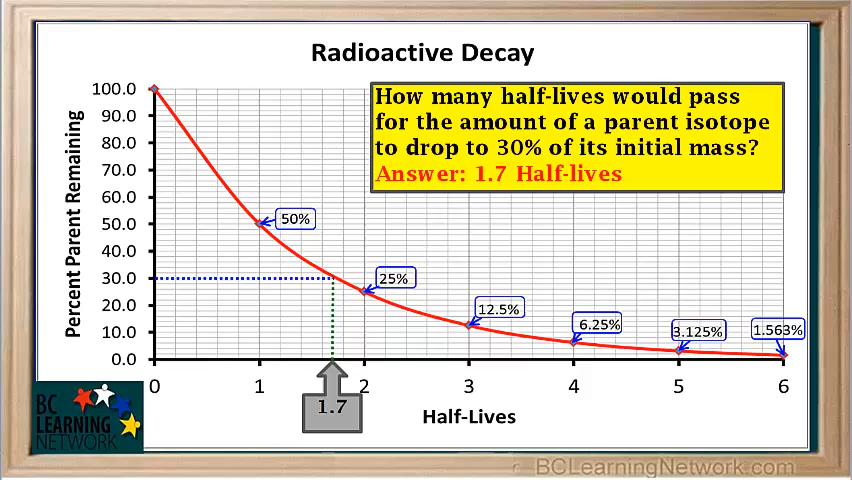 Radioactive Decay
How many half-lives would pass
for the amount of a parent isotope
to drop to 30% of its initial mass?
Answer: 1.7 Half-lives
Percent Parent Remaining
100.0
90.0
80.0
70.0
60.0
50.0
40.0
30.0
20.0
10.0
0.0
50%
25%
12.5%
6.25%
3.125%
1.563%
0
1
2
3
4
5
6
1.7
Half-Lives
BC
LEARNING
NETWORK
BCLearningNetwork.com